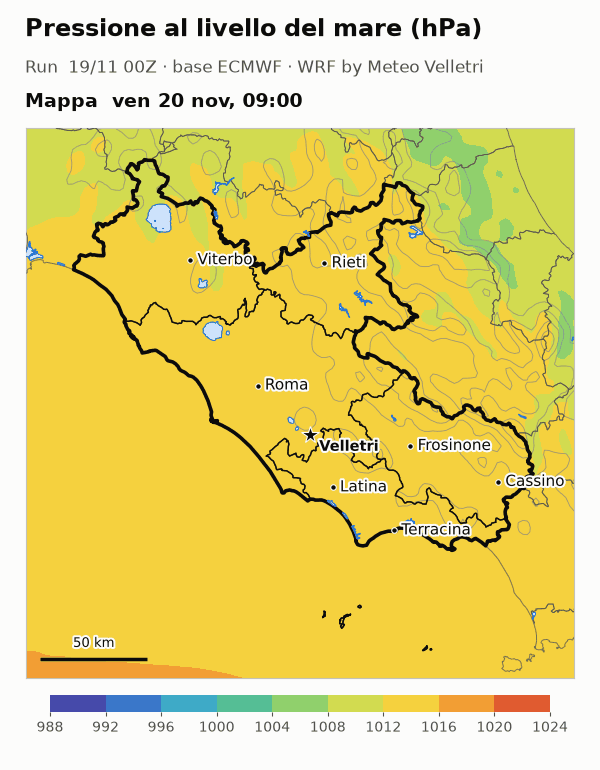 Pressione al livello del mare (hPa)
Run  19/11 00Z · base ECMWF · WRF by Meteo Velletri
Mappa  ven 20 nov, 09:00
Viterbo
Rieti
Roma
Velletri
Frosinone
Latina
Cassino
Terracina
50 km
988 992 996 1000 1004 1008 1012 1016 1020 1024